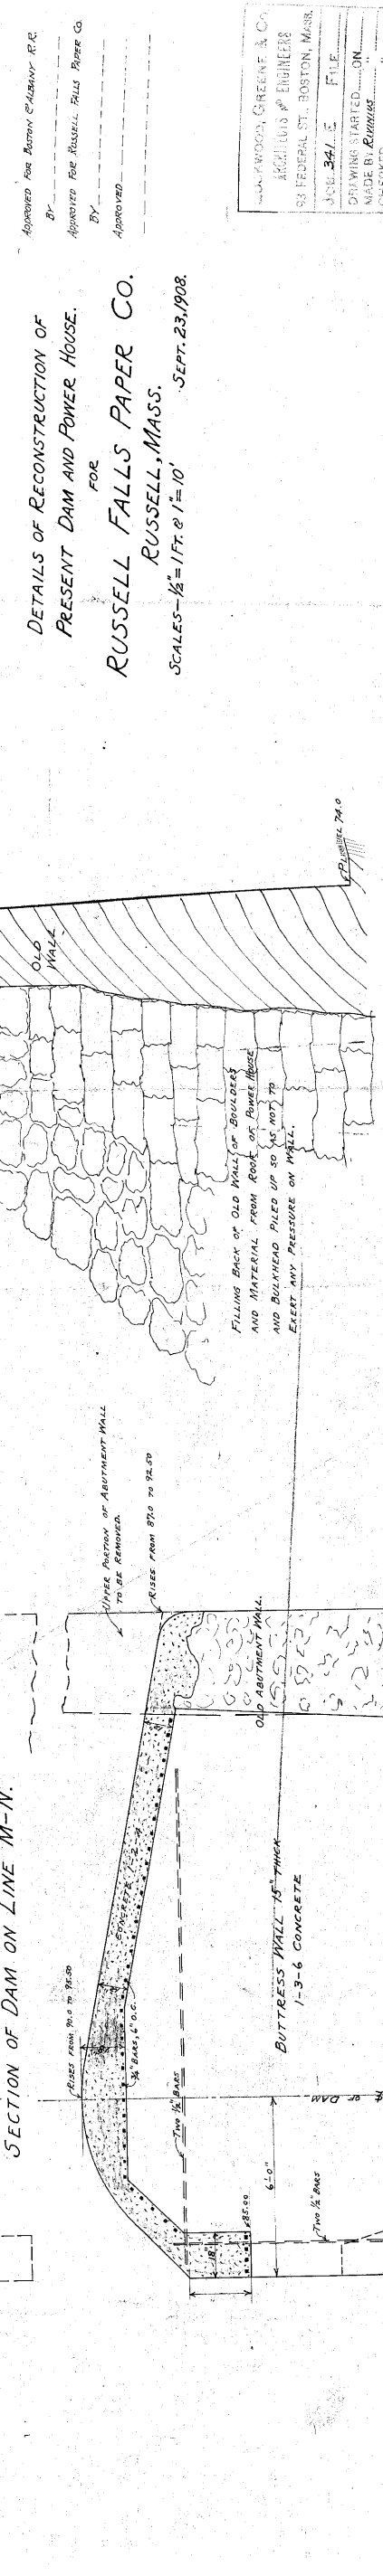 APPROVED FOR BOSTON & ALBANY R.R.
BY
APPROVED FOR RUSSELL FALLS PAPER CO.
BY
APPROVED
LOCKWOOD, GREENE & CO.
ARCHITECTS AND ENGINEERS
93 FEDERAL ST., BOSTON, MASS.
JOB 341 E FILE
DRAWING STARTED ON
MADE BY
CHECKED
DETAILS OF RECONSTRUCTION OF
PRESENT DAM AND POWER HOUSE.
FOR
RUSSELL FALLS PAPER CO.
RUSSELL, MASS.
SCALES—½"=1 FT. & 1"=10' SEPT. 23, 1908.
OLD
WALL
74.0
FILLING BACK OF OLD WALL OF BOULDERS
AND MATERIAL FROM ROOF OF POWER HOUSE
AND BULKHEAD PILED UP SO AS NOT TO
EXERT ANY PRESSURE ON WALL.
UPPER PORTION OF ABUTMENT WALL
TO BE REMOVED.
RISES FROM 87.0 TO 92.50
OLD ABUTMENT WALL.
SECTION OF DAM ON LINE M-N.
RISES FROM 90.0 TO 95.50
CONCRETE 1-2-4
¾" BARS, 6" O.C.
TWO ½" BARS
BUTTRESS WALL 15" THICK
1-3-6 CONCRETE
OF DAM
6'-0"
18"
85.00
TWO ½" BARS